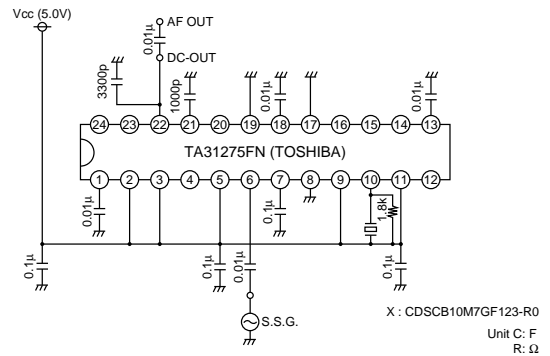 Vcc (5.0V)
AF OUT
0.01μ
DC-OUT
3300p
1000p
0.01μ
0.01μ
24 23 22 21 20 19 18 17 16 15 14 13
TA31275FN (TOSHIBA)
1 2 3 4 5 6 7 8 9 10 11 12
0.01μ
0.1μ
1.8k
0.1μ
0.1μ
0.01μ
0.1μ
S.S.G.
X : CDSCB10M7GF123-R0
Unit C: F
R: Ω